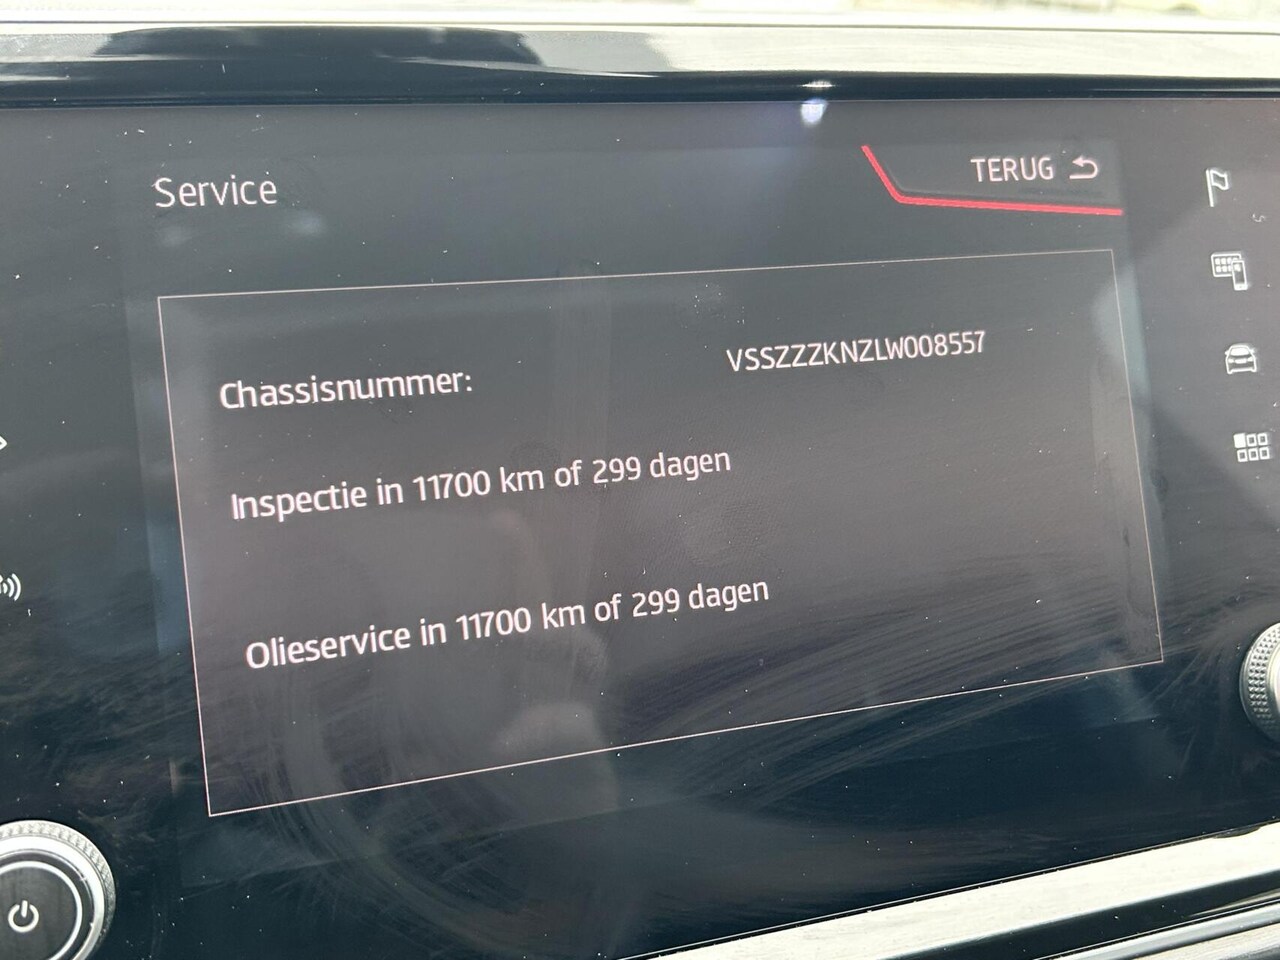 Service
TERUG
Chassisnummer:
VSSZZZKNZLW008557
Inspectie in 11700 km of 299 dagen
Olieservice in 11700 km of 299 dagen